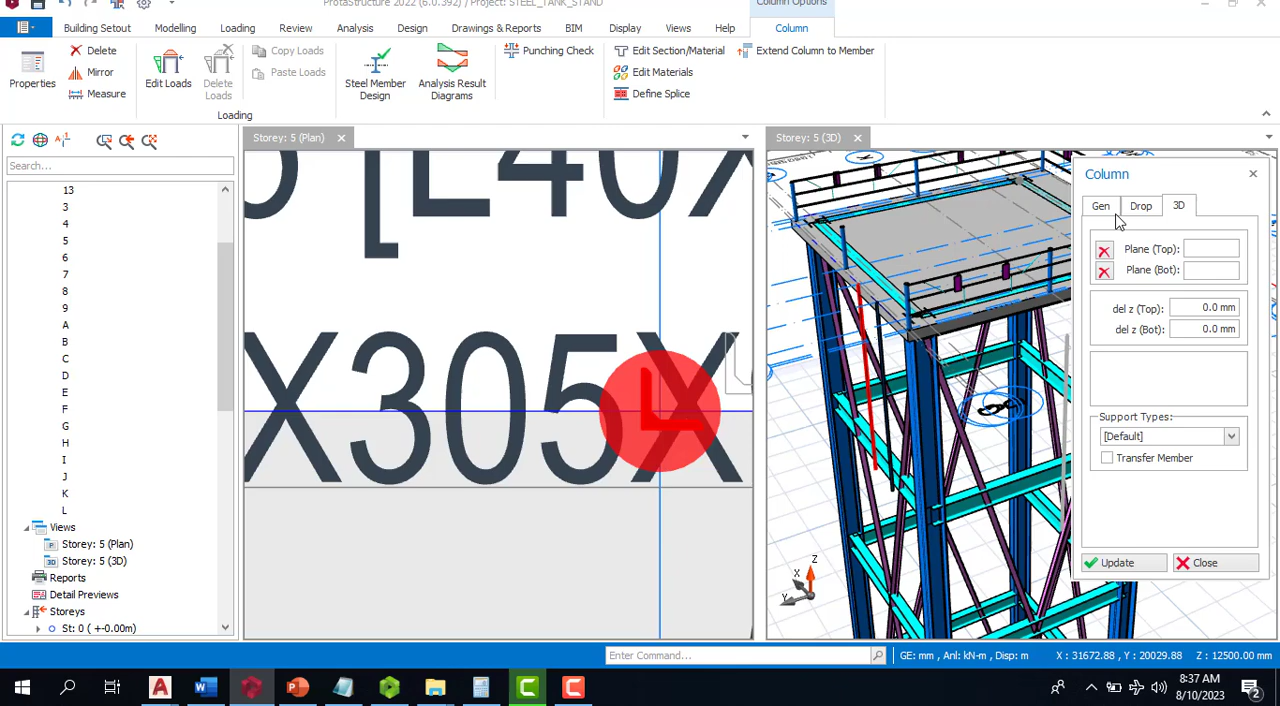 ProtaStructure 2022 (6.0.392) / Project: STEEL_TANK_STAND
Column Options
Building Setout Modelling Loading Review Analysis Design Drawings & Reports BIM Display Views Help Column
Properties
Delete
Mirror
Measure
Edit Loads
Delete Loads
Copy Loads
Paste Loads
Loading
Steel Member Design
Analysis Result Diagrams
Punching Check
Edit Section/Material
Edit Materials
Define Splice
Extend Column to Member
Storey: 5 (Plan)
Storey: 5 (3D)
Search...
13
3
4
5
6
7
8
9
A
B
C
D
E
F
G
H
I
J
K
L
Views
Storey: 5 (Plan)
Storey: 5 (3D)
Reports
Detail Previews
Storeys
St: 0 ( +-0.00m)
[L40X
X305X
X
Y
Z
Column
Gen Drop 3D
Plane (Top):
Plane (Bot):
del z (Top): 0.0 mm
del z (Bot): 0.0 mm
Support Types:
[Default]
Transfer Member
Update Close
Enter Command...
GE: mm, Anl: kN-m, Disp: m
X : 31672.88 , Y : 20029.88
Z : 12500.00 mm
8:37 AM
8/10/2023
2